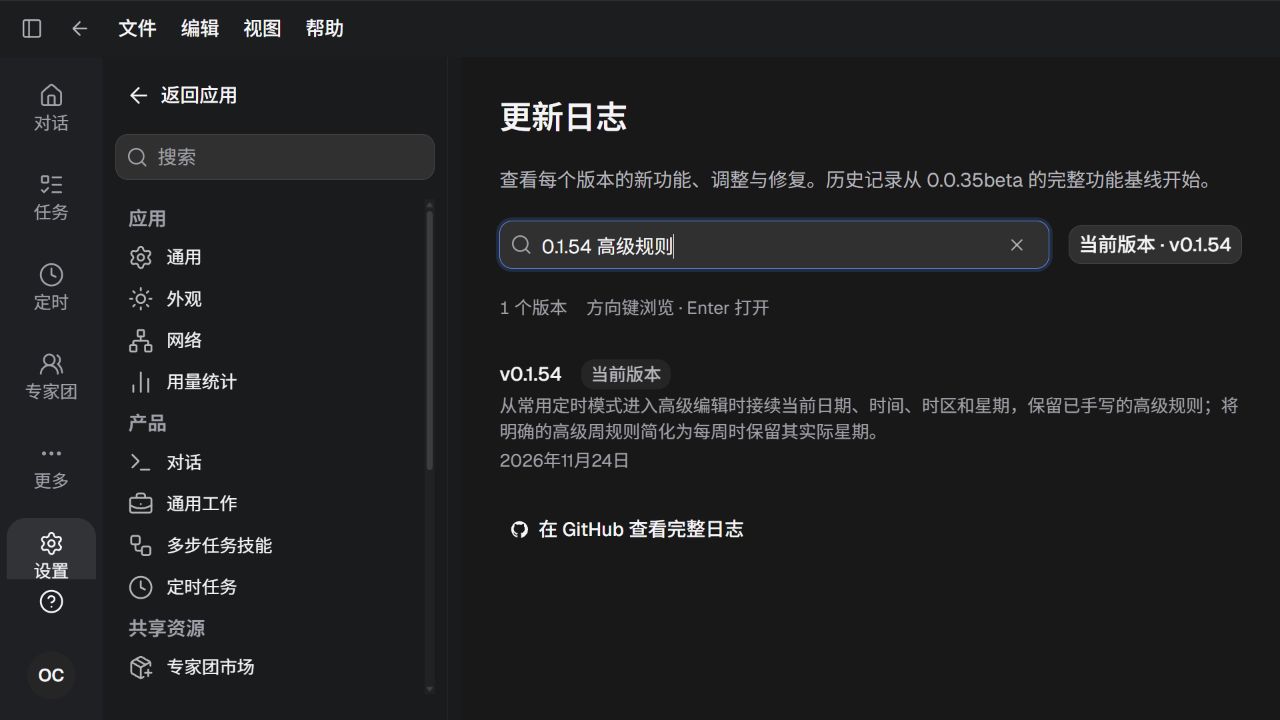 文件 编辑 视图 帮助
对话
任务
定时
专家团
更多
设置
OC
返回应用
搜索
应用
通用
外观
网络
用量统计
产品
对话
通用工作
多步任务技能
定时任务
共享资源
专家团市场
更新日志
查看每个版本的新功能、调整与修复。历史记录从 0.0.35beta 的完整功能基线开始。
0.1.54 高级规则
当前版本 · v0.1.54
1 个版本 方向键浏览 · Enter 打开
v0.1.54 当前版本
从常用定时模式进入高级编辑时接续当前日期、时间、时区和星期，保留已手写的高级规则；将
明确的高级周规则简化为每周时保留其实际星期。
2026年11月24日
在 GitHub 查看完整日志